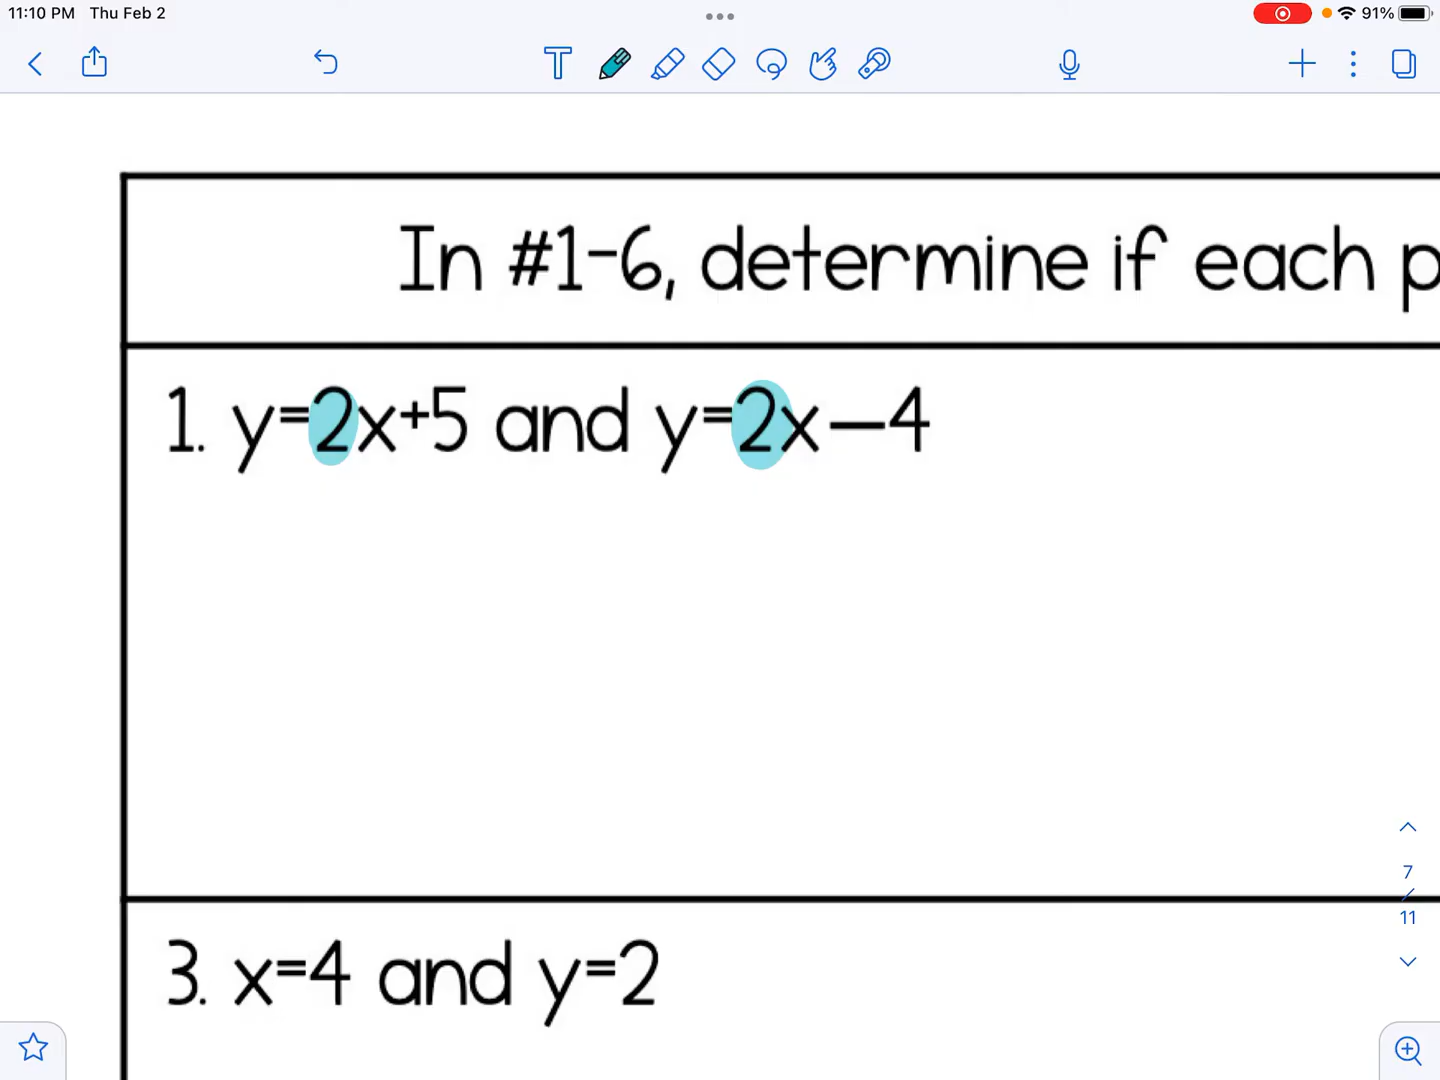 11:10 PM Thu Feb 2
91%
In #1-6, determine if each p
1. y=2x+5 and y=2x-4
7
/
11
3. x=4 and y=2